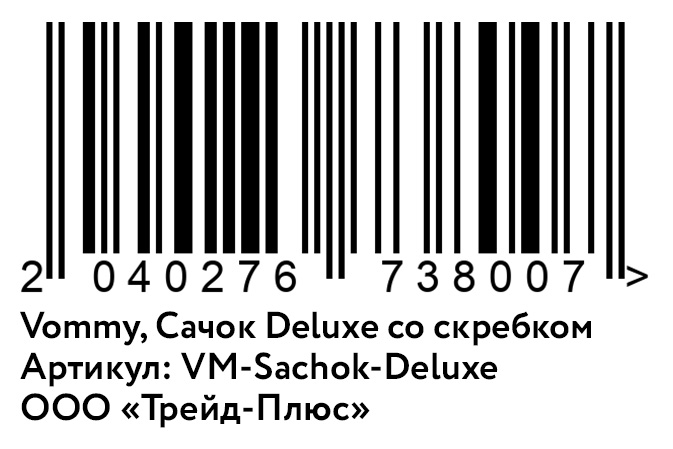 2 040276 738007 >
Vommy, Сачок Deluxe со скребком
Артикул: VM-Sachok-Deluxe
ООО «Трейд-Плюс»